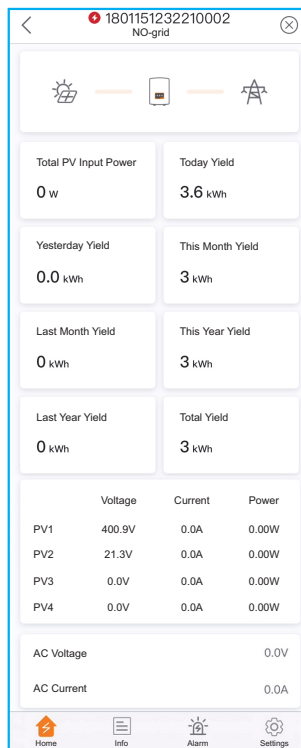 1801151232210002
NO-grid
Total PV Input Power
Today Yield
0 W
3.6 kWh
Yesterday Yield
This Month Yield
0.0 kWh
3 kWh
Last Month Yield
This Year Yield
0 kWh
3 kWh
Last Year Yield
Total Yield
0 kWh
3 kWh
Voltage Current Power
PV1 400.9V 0.0A 0.00W
PV2 21.3V 0.0A 0.00W
PV3 0.0V 0.0A 0.00W
PV4 0.0V 0.0A 0.00W
AC Voltage 0.0V
AC Current 0.0A
Home Info Alarm Settings